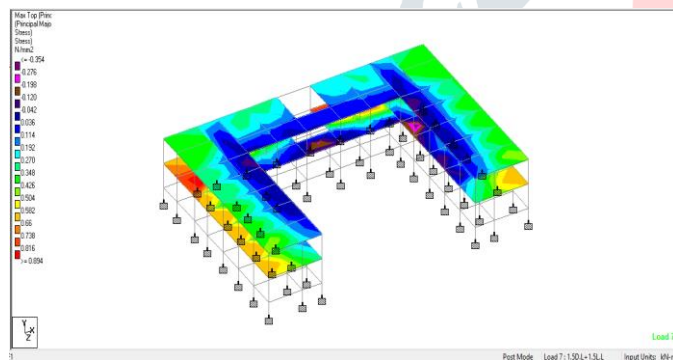 Max Top (Princ
(Principal Major
Stress)
Stress)
N/mm2
<= -0.354
-0.276
-0.198
-0.120
-0.042
0.036
0.114
0.192
0.270
0.348
0.426
0.504
0.582
0.66
0.738
0.816
>= 0.894
Y
X
Z
Load 7
Post Mode
Load 7 : 1.5D.L+1.5L.L
Input Units: kN-m